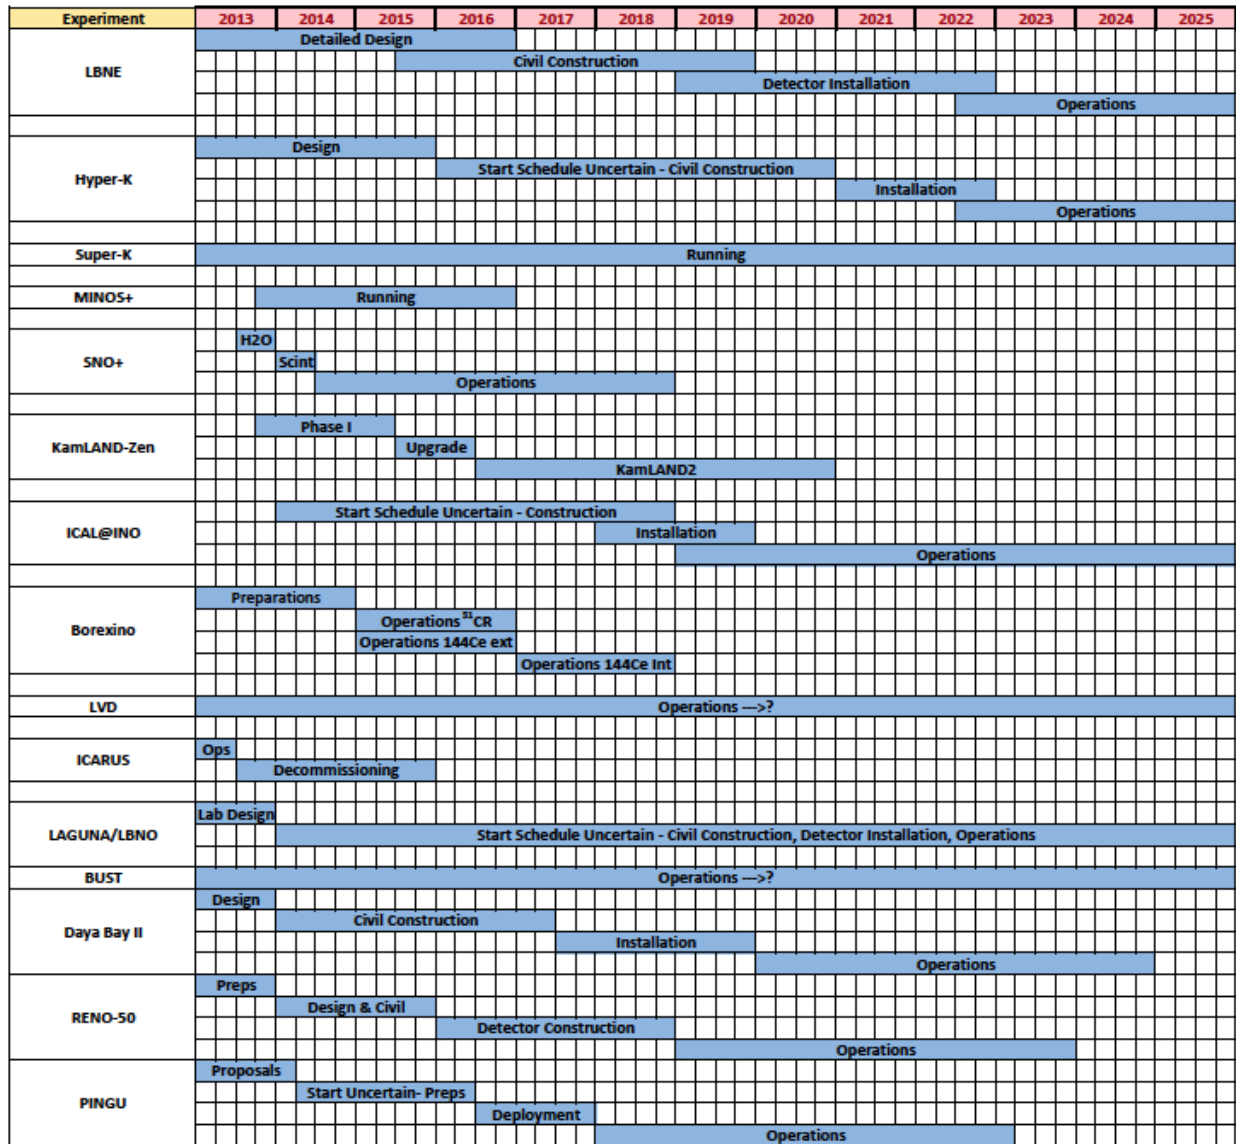 Experiment 2013 2014 2015 2016 2017 2018 2019 2020 2021 2022 2023 2024 2025
LBNE
Detailed Design
Civil Construction
Detector Installation
Operations
Hyper-K
Design
Start Schedule Uncertain - Civil Construction
Installation
Operations
Super-K
Running
MINOS+
Running
SNO+
H2O
Scint
Operations
KamLAND-Zen
Phase I
Upgrade
KamLAND2
ICAL@INO
Start Schedule Uncertain - Construction
Installation
Operations
Borexino
Preparations
Operations ⁵¹CR
Operations 144Ce ext
Operations 144Ce Int
LVD
Operations --->?
ICARUS
Ops
Decommissioning
LAGUNA/LBNO
Lab Design
Start Schedule Uncertain - Civil Construction, Detector Installation, Operations
BUST
Operations --->?
Daya Bay II
Design
Civil Construction
Installation
Operations
RENO-50
Preps
Design & Civil
Detector Construction
Operations
PINGU
Proposals
Start Uncertain- Preps
Deployment
Operations